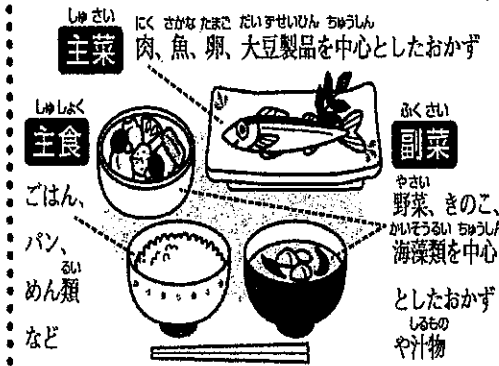 しゅさい
主菜
にく さかな たまご だいずせいひん ちゅうしん
肉、魚、卵、大豆製品を中心としたおかず
しゅしょく
主食
ごはん、
パン、
るい
めん類
など
ふくさい
副菜
やさい
野菜、きのこ、
かいそうるい ちゅうしん
海藻類を中心
としたおかず
しるもの
や汁物